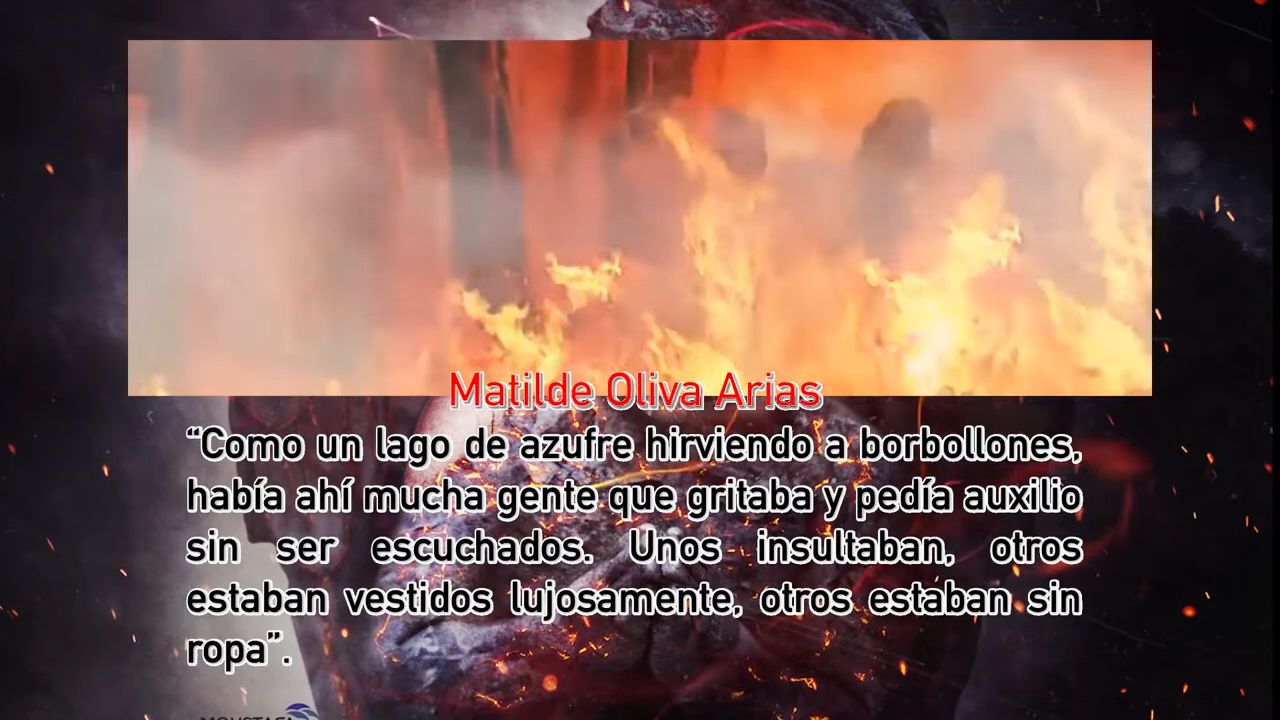 Matilde Oliva Arias
“Como un lago de azufre hirviendo a borbollones,
había ahí mucha gente que gritaba y pedía auxilio
sin ser escuchados. Unos insultaban, otros
estaban vestidos lujosamente, otros estaban sin
ropa”.